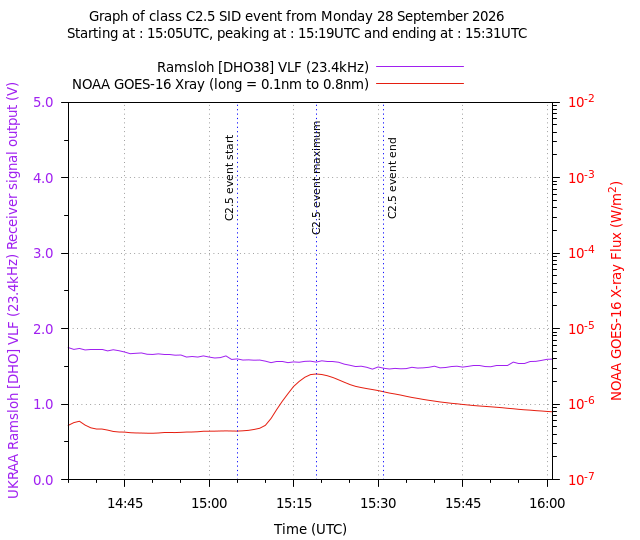 Graph of class C2.5 SID event from Monday 28 September 2026
Starting at : 15:05UTC, peaking at : 15:19UTC and ending at : 15:31UTC
Ramsloh [DHO38] VLF (23.4kHz)
NOAA GOES-16 Xray (long = 0.1nm to 0.8nm)
UKRAA Ramsloh [DHO] VLF (23.4kHz) Receiver signal output (V)
5.0
4.0
3.0
2.0
1.0
0.0
C2.5 event start
C2.5 event maximum
C2.5 event end
10-2
10-3
10-4
10-5
10-6
10-7
NOAA GOES-16 X-ray Flux (W/m2)
14:45
15:00
15:15
15:30
15:45
16:00
Time (UTC)